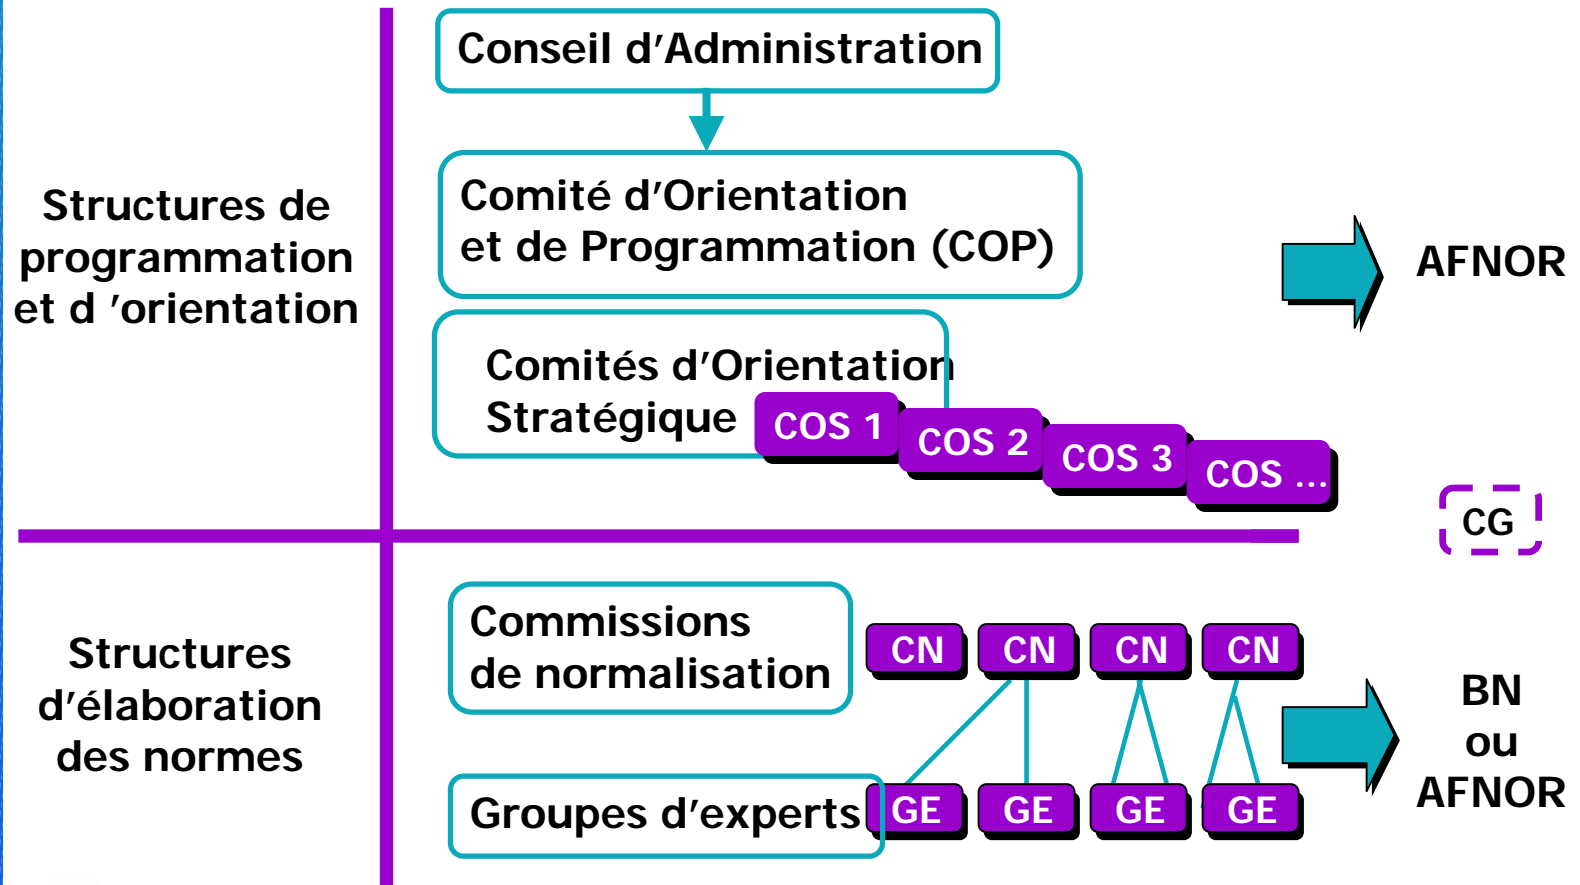 Conseil d’Administration
Structures de
programmation
et d ’orientation
Comité d’Orientation
et de Programmation (COP)
AFNOR
Comités d’Orientation
Stratégique
COS 1
COS 2
COS 3
COS ...
CG
Structures
d’élaboration
des normes
Commissions
de normalisation
CN
CN
CN
CN
Groupes d’experts
GE
GE
GE
GE
BN
ou
AFNOR